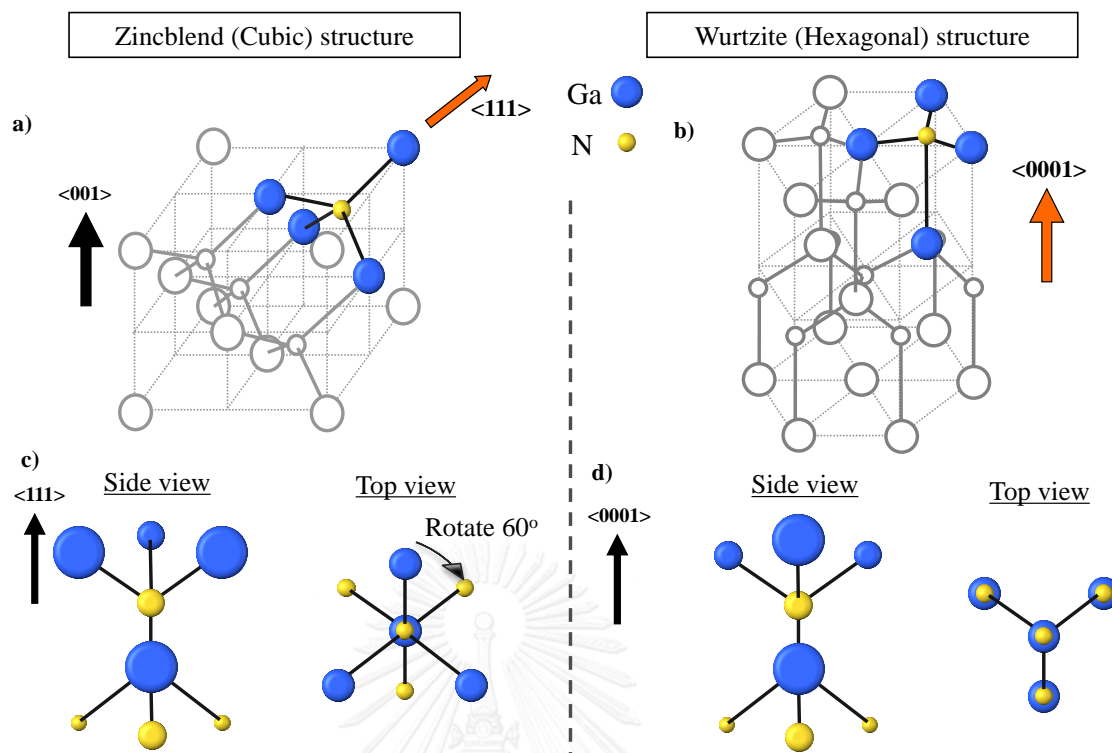 Zincblend (Cubic) structure
Wurtzite (Hexagonal) structure
Ga
N
a)
<111>
<001>
b)
<0001>
c)
<111>
Side view
Top view
Rotate 60o
d)
<0001>
Side view
Top view